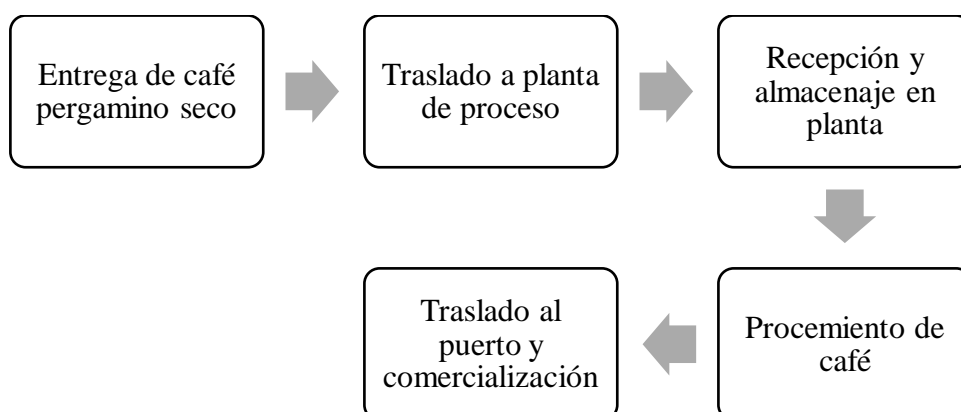 Entrega de café
pergamino seco
Traslado a planta
de proceso
Recepción y
almacenaje en
planta
Procemiento de
café
Traslado al
puerto y
comercialización